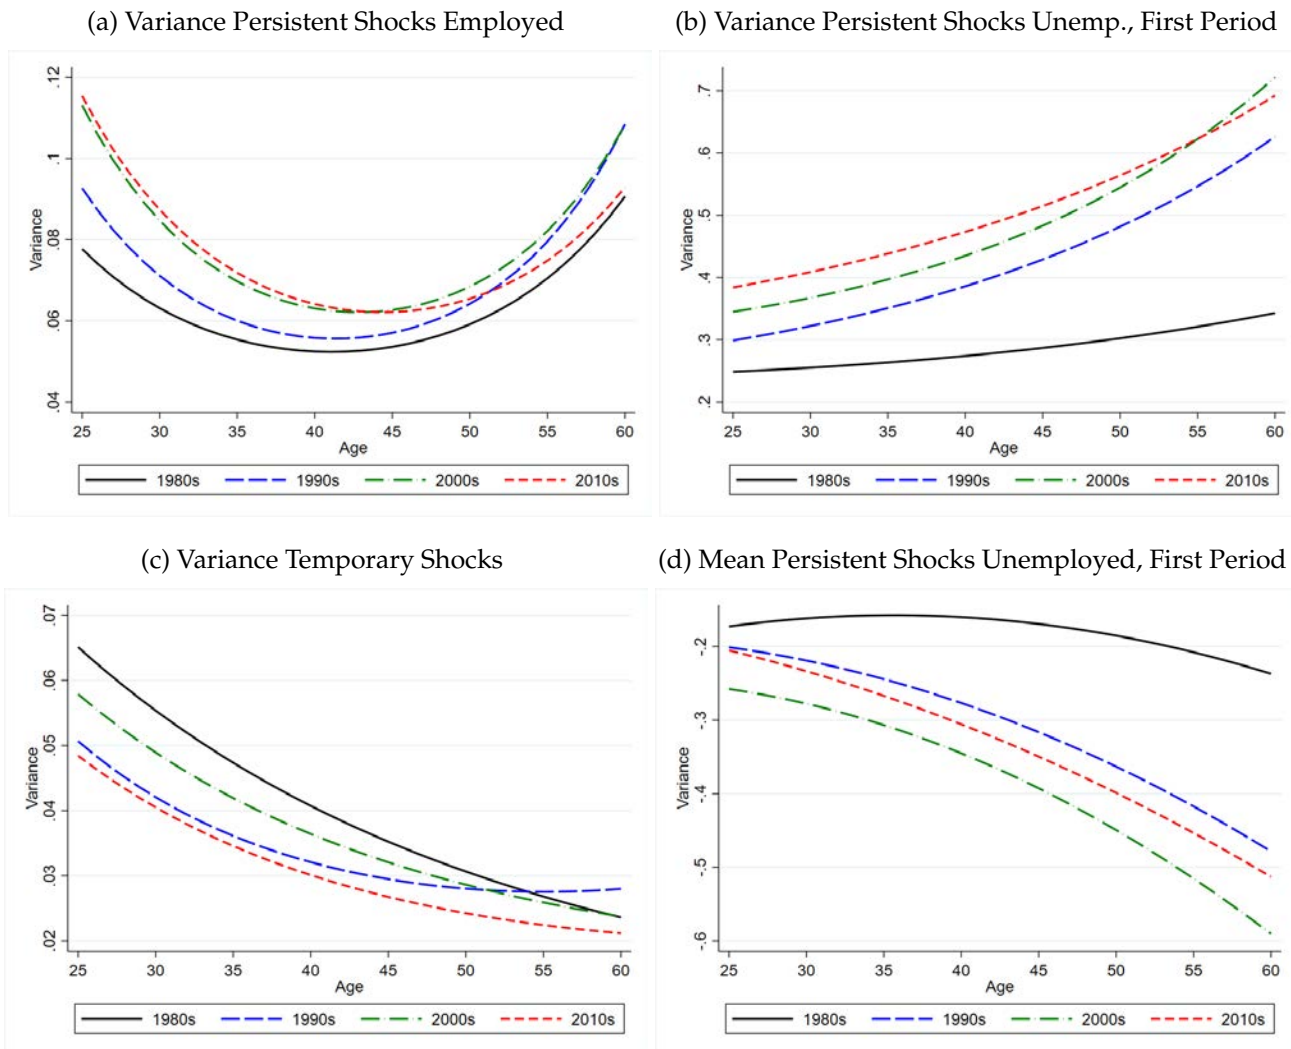 (a) Variance Persistent Shocks Employed
.12
.1
.08
.06
.04
Variance
25 30 35 40 45 50 55 60
Age
1980s 1990s 2000s 2010s
(b) Variance Persistent Shocks Unemp., First Period
.7
.6
.5
.4
.3
.2
Variance
25 30 35 40 45 50 55 60
Age
1980s 1990s 2000s 2010s
(c) Variance Temporary Shocks
.07
.06
.05
.04
.03
.02
Variance
25 30 35 40 45 50 55 60
Age
1980s 1990s 2000s 2010s
(d) Mean Persistent Shocks Unemployed, First Period
-.2
-.3
-.4
-.5
-.6
Variance
25 30 35 40 45 50 55 60
Age
1980s 1990s 2000s 2010s